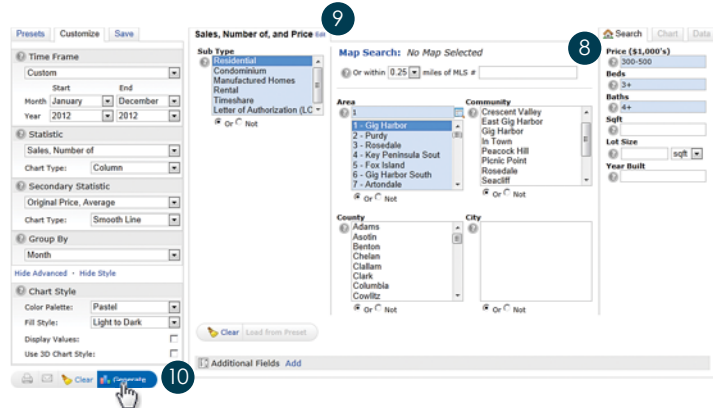 Presets Customize Save
Time Frame
Custom
Start End
Month January December
Year 2012 2012
Statistic
Sales, Number of
Chart Type: Column
Secondary Statistic
Original Price, Average
Chart Type: Smooth Line
Group By
Month
Hide Advanced • Hide Style
Chart Style
Color Palette: Pastel
Fill Style: Light to Dark
Display Values:
Use 3D Chart Style:
Clear Generate
10
9
Sales, Number of, and Price Edit
Sub Type
Residential
Condominium
Manufactured Homes
Rental
Timeshare
Letter of Authorization (LC
Or Not
Map Search: No Map Selected
Or within 0.25 miles of MLS #
Area
1
1 - Gig Harbor
2 - Purdy
3 - Rosedale
4 - Key Peninsula Sout
5 - Fox Island
6 - Gig Harbor South
7 - Artondale
Or Not
Community
Crescent Valley
East Gig Harbor
Gig Harbor
In Town
Peacock Hill
Picnic Point
Rosedale
Seacliff
Or Not
County
Adams
Asotin
Benton
Chelan
Clallam
Clark
Columbia
Cowlitz
Or Not
City
Or Not
Clear Load from Preset
Additional Fields Add
8
Search Chart Data
Price ($1,000's)
300-500
Beds
3+
Baths
4+
Sqft
Lot Size
sqft
Year Built